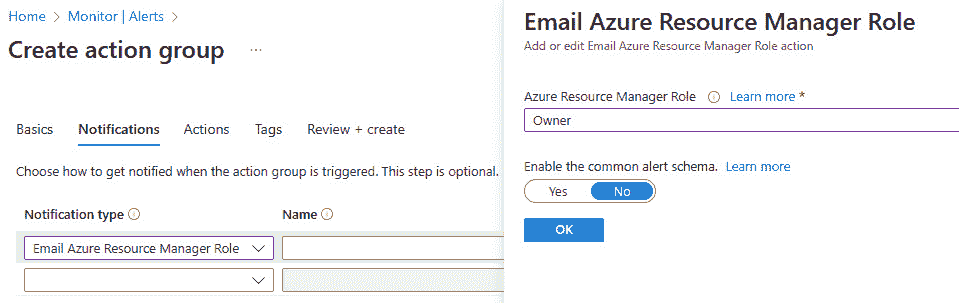 Home > Monitor | Alerts >
Create action group ...
Basics Notifications Actions Tags Review + create
Choose how to get notified when the action group is triggered. This step is optional.
Notification type Name
Email Azure Resource Manager Role
Email Azure Resource Manager Role
Add or edit Email Azure Resource Manager Role action
Azure Resource Manager Role Learn more *
Owner
Enable the common alert schema. Learn more
Yes No
OK